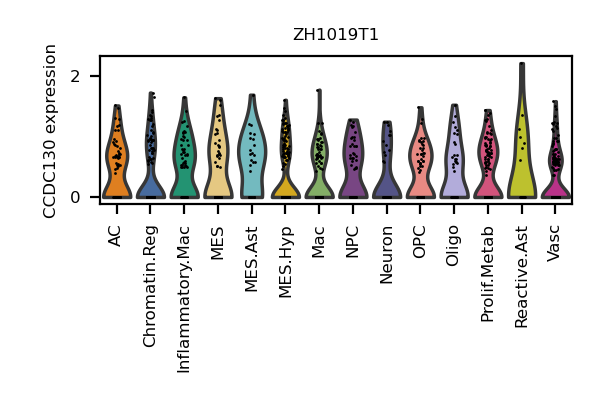 ZH1019T1
CCDC130 expression
2
0
AC
Chromatin.Reg
Inflammatory.Mac
MES
MES.Ast
MES.Hyp
Mac
NPC
Neuron
OPC
Oligo
Prolif.Metab
Reactive.Ast
Vasc